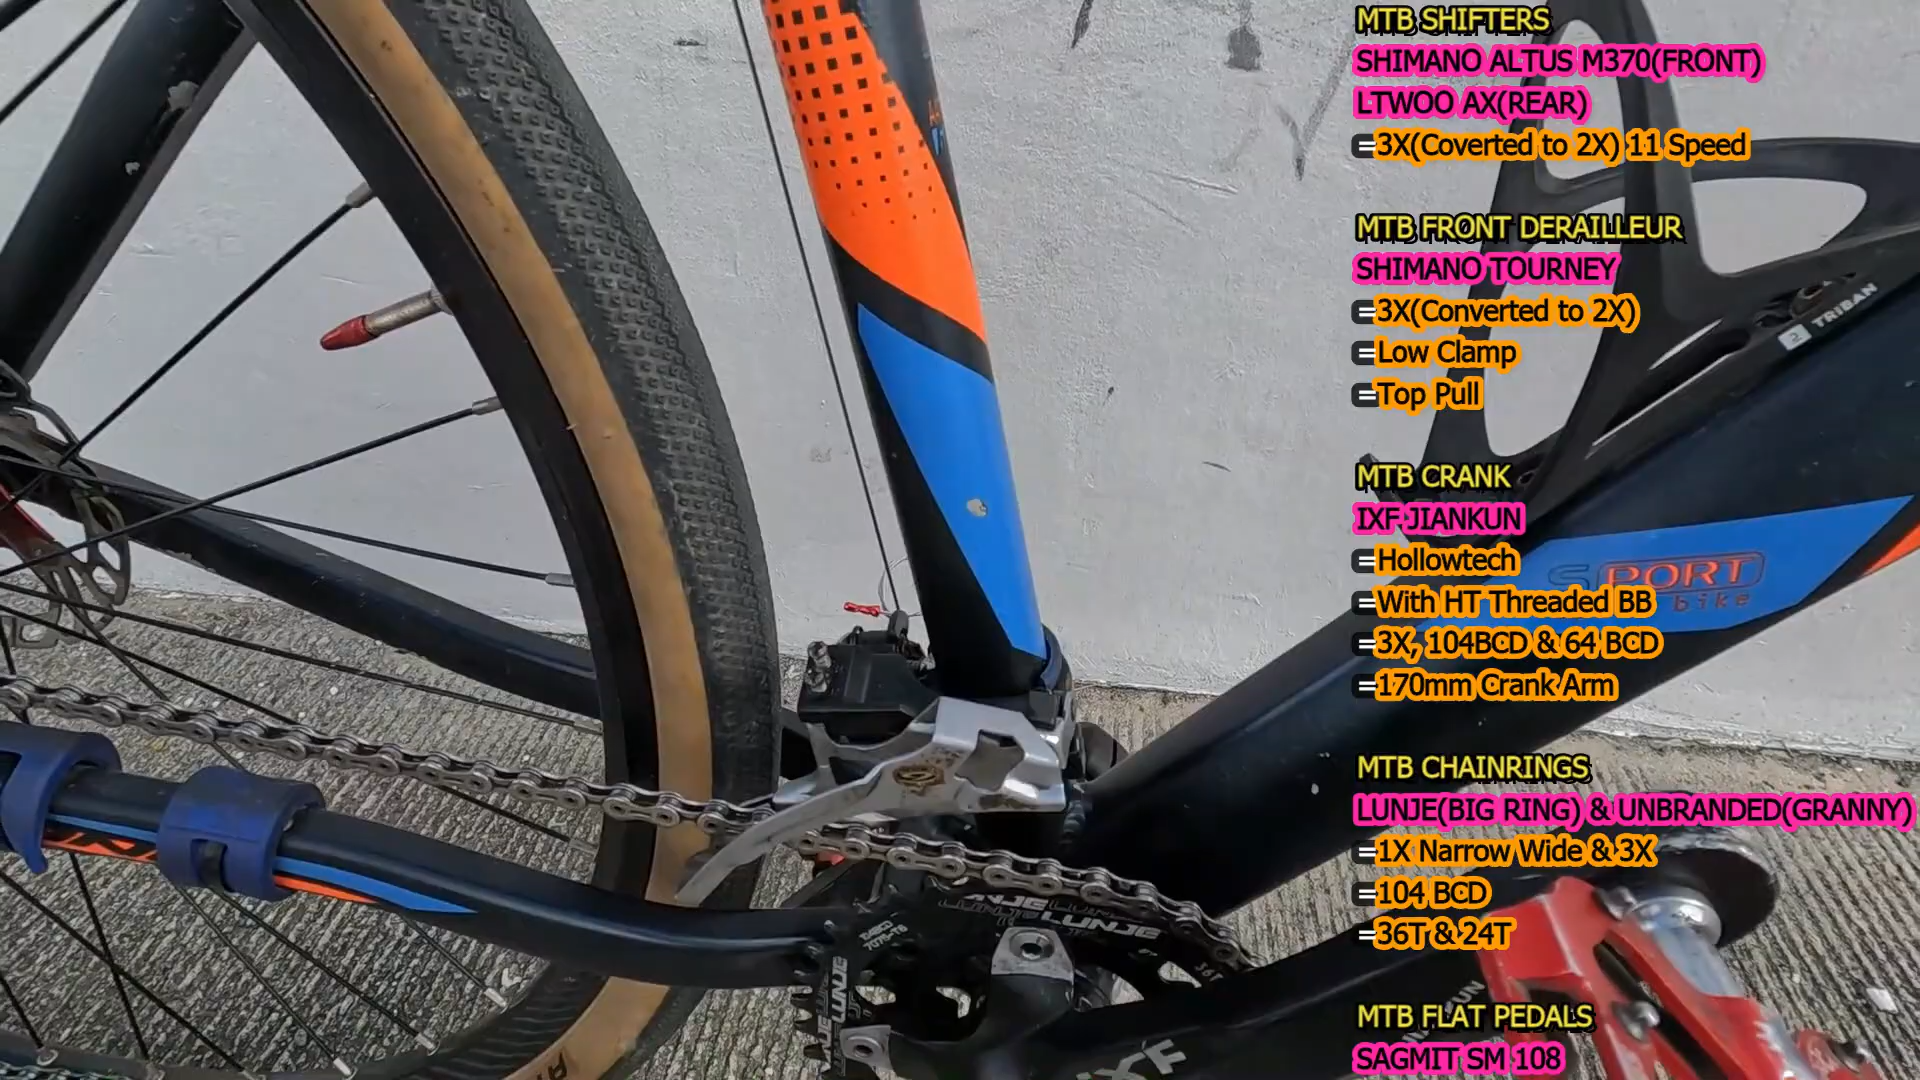 MTB SHIFTERS
SHIMANO ALTUS M370(FRONT)
LTWOO AX(REAR)
=3X(Coverted to 2X) 11 Speed
MTB FRONT DERAILLEUR
SHIMANO TOURNEY
=3X(Converted to 2X)
=Low Clamp
=Top Pull
TRIBAN
MTB CRANK
IXF JIANKUN
=Hollowtech
=With HT Threaded BB
=3X, 104BCD & 64 BCD
=170mm Crank Arm
SPORT
bike
MTB CHAINRINGS
LUNJE(BIG RING) & UNBRANDED(GRANNY)
=1X Narrow Wide & 3X
=104 BCD
=36T & 24T
LUNJE
LUNJE
IXF
MTB FLAT PEDALS
SAGMIT SM 108